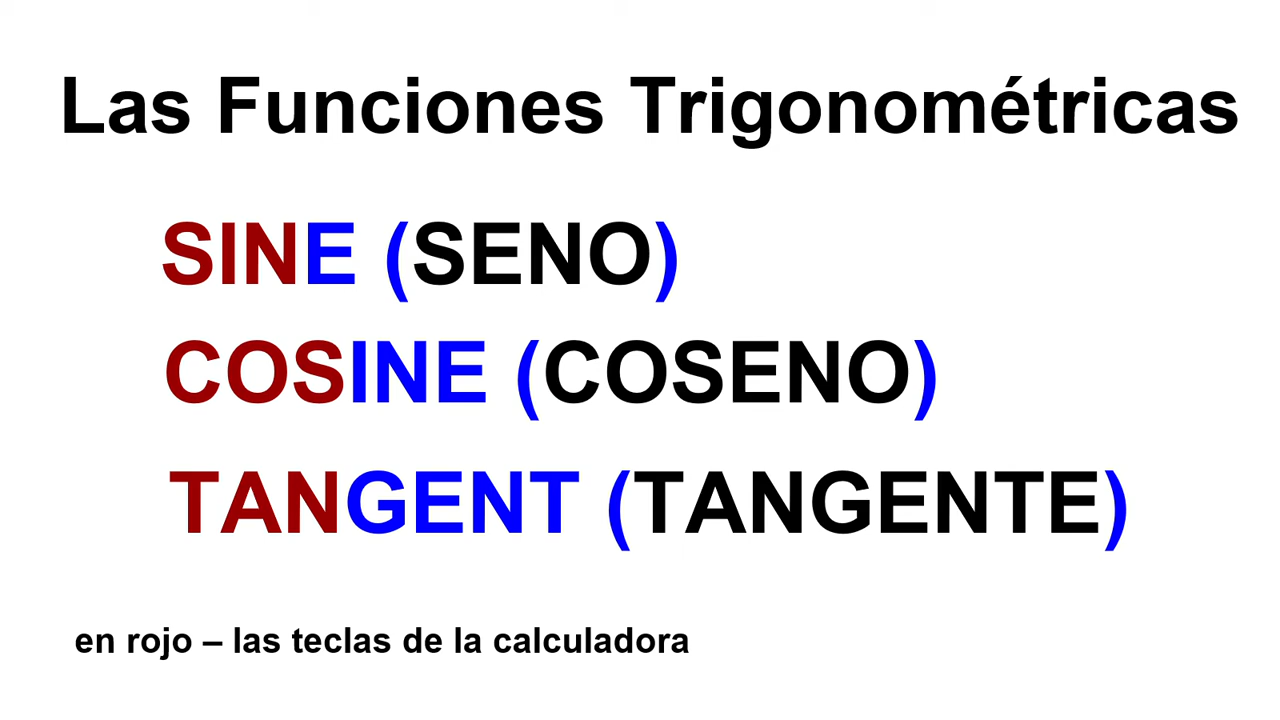 Las Funciones Trigonométricas
SINE (SENO)
COSINE (COSENO)
TANGENT (TANGENTE)
en rojo – las teclas de la calculadora